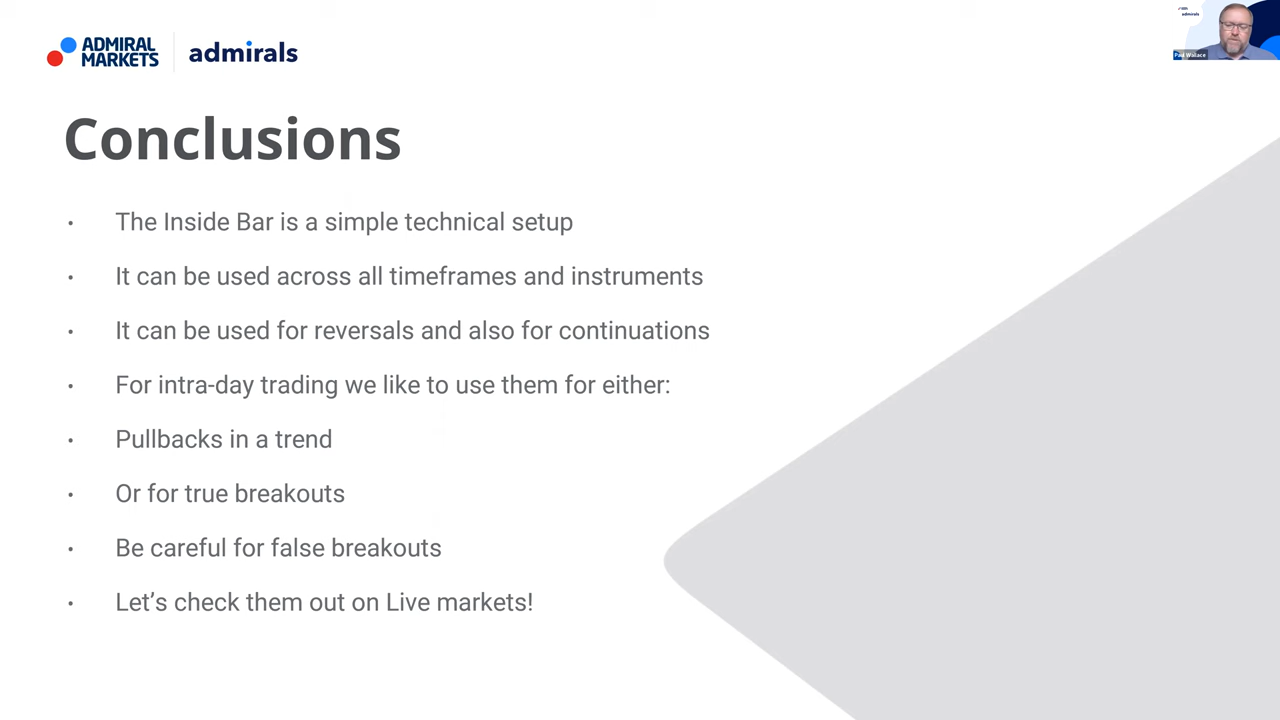 ADMIRAL
MARKETS
admirals
admirals
Paul Wallace
Conclusions
• The Inside Bar is a simple technical setup
• It can be used across all timeframes and instruments
• It can be used for reversals and also for continuations
• For intra-day trading we like to use them for either:
• Pullbacks in a trend
• Or for true breakouts
• Be careful for false breakouts
• Let’s check them out on Live markets!